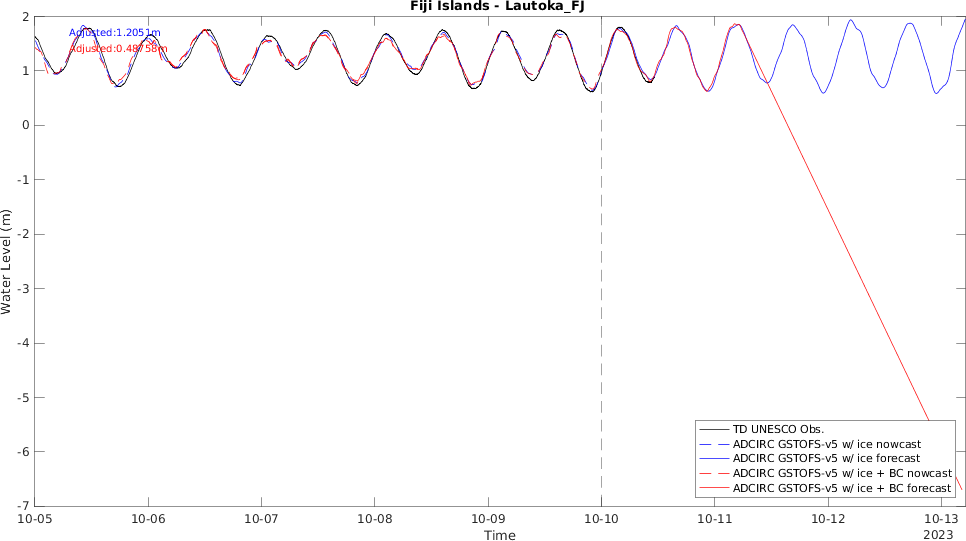 Fiji Islands - Lautoka_FJ
Adjusted:1.2051m
Adjusted:0.48758m
2
1
0
-1
-2
-3
-4
-5
-6
-7
Water Level (m)
TD UNESCO Obs.
ADCIRC GSTOFS-v5 w/ ice nowcast
ADCIRC GSTOFS-v5 w/ ice forecast
ADCIRC GSTOFS-v5 w/ ice + BC nowcast
ADCIRC GSTOFS-v5 w/ ice + BC forecast
10-05 10-06 10-07 10-08 10-09 10-10 10-11 10-12 10-13
Time
2023